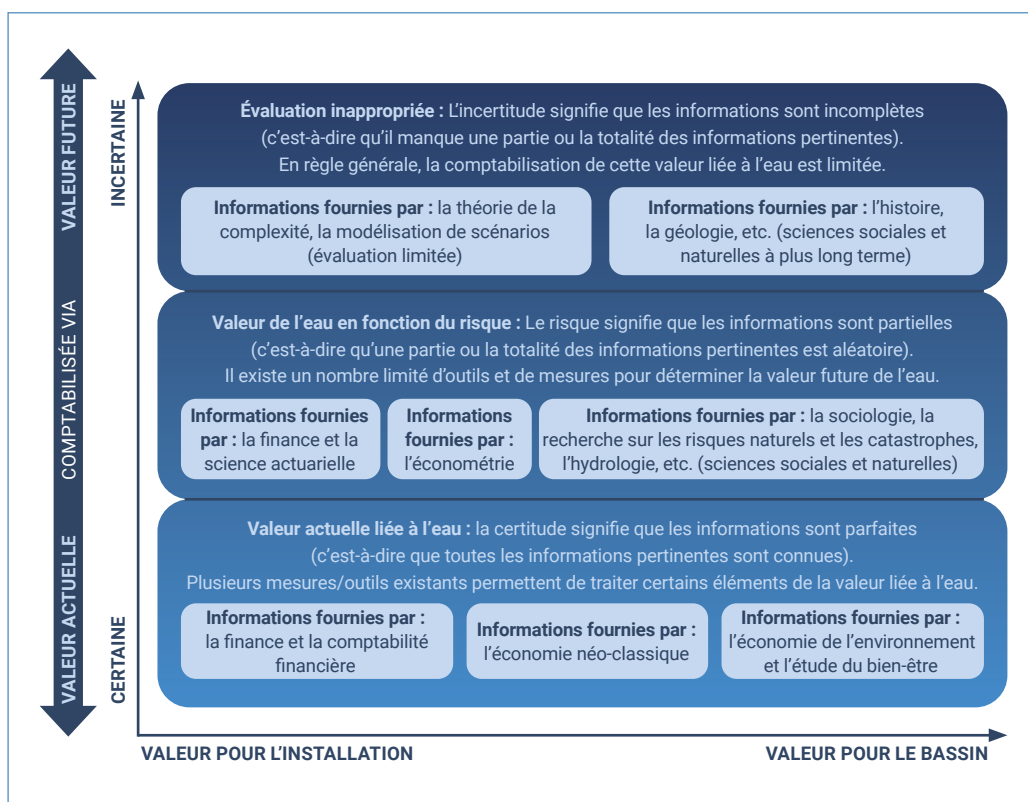 VALEUR FUTURE
COMPTABILISÉE VIA
VALEUR ACTUELLE
INCERTAINE
CERTAINE
Évaluation inappropriée : L'incertitude signifie que les informations sont incomplètes
(c'est-à-dire qu'il manque une partie ou la totalité des informations pertinentes).
En règle générale, la comptabilisation de cette valeur liée à l'eau est limitée.
Informations fournies par : la théorie de la
complexité, la modélisation de scénarios
(évaluation limitée)
Informations fournies par : l'histoire,
la géologie, etc. (sciences sociales et
naturelles à plus long terme)
Valeur de l'eau en fonction du risque : Le risque signifie que les informations sont partielles
(c'est-à-dire qu'une partie ou la totalité des informations pertinentes est aléatoire).
Il existe un nombre limité d'outils et de mesures pour déterminer la valeur future de l'eau.
Informations fournies
par : la finance et la
science actuarielle
Informations
fournies par :
l'économétrie
Informations fournies par : la sociologie, la
recherche sur les risques naturels et les catastrophes,
l'hydrologie, etc. (sciences sociales et naturelles)
Valeur actuelle liée à l'eau : la certitude signifie que les informations sont parfaites
(c'est-à-dire que toutes les informations pertinentes sont connues).
Plusieurs mesures/outils existants permettent de traiter certains éléments de la valeur liée à l'eau.
Informations fournies par :
la finance et la comptabilité
financière
Informations fournies par :
l'économie néo-classique
Informations fournies par :
l'économie de l'environnement
et l'étude du bien-être
VALEUR POUR L'INSTALLATION
VALEUR POUR LE BASSIN